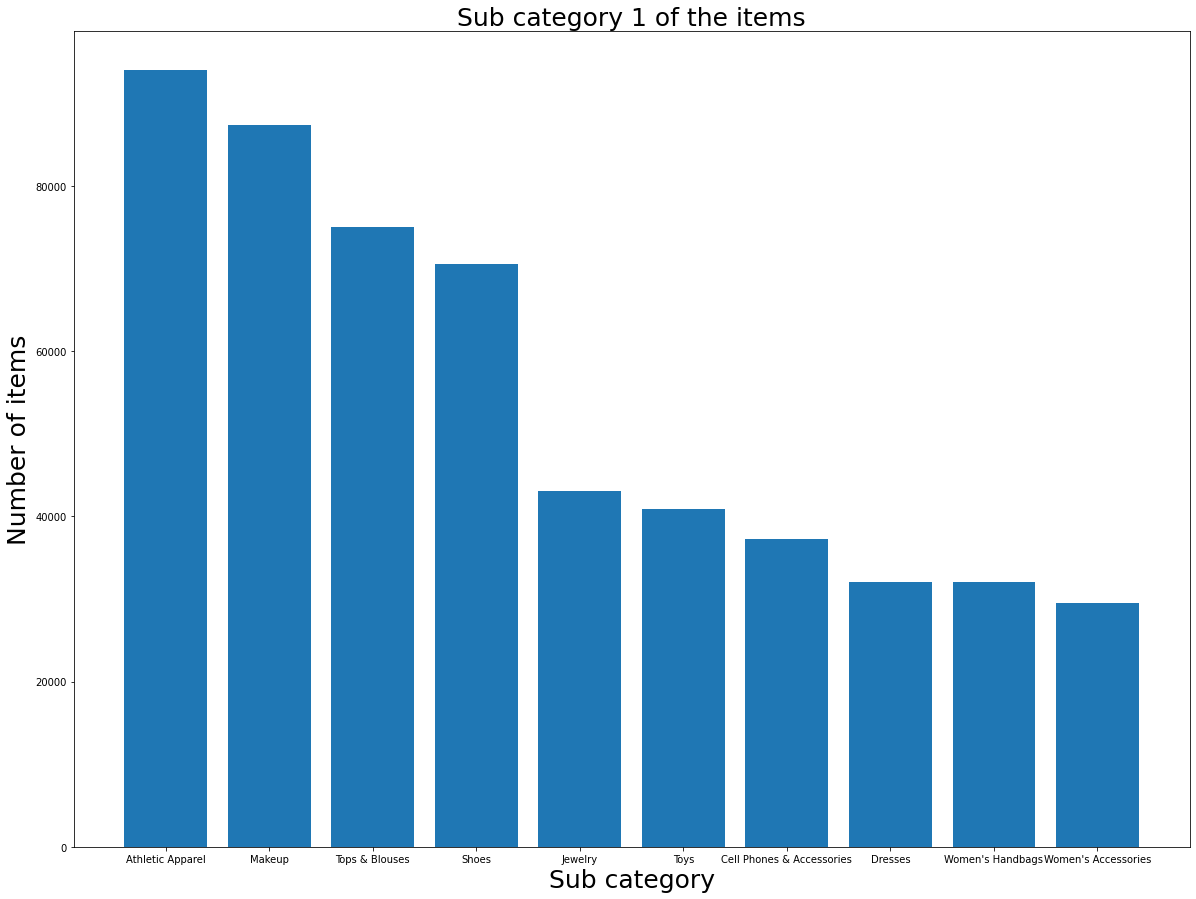 Sub category 1 of the items
Number of items
80000
60000
40000
20000
0
Athletic Apparel
Makeup
Tops & Blouses
Shoes
Jewelry
Toys
Cell Phones & Accessories
Dresses
Women's Handbags
Women's Accessories
Sub category